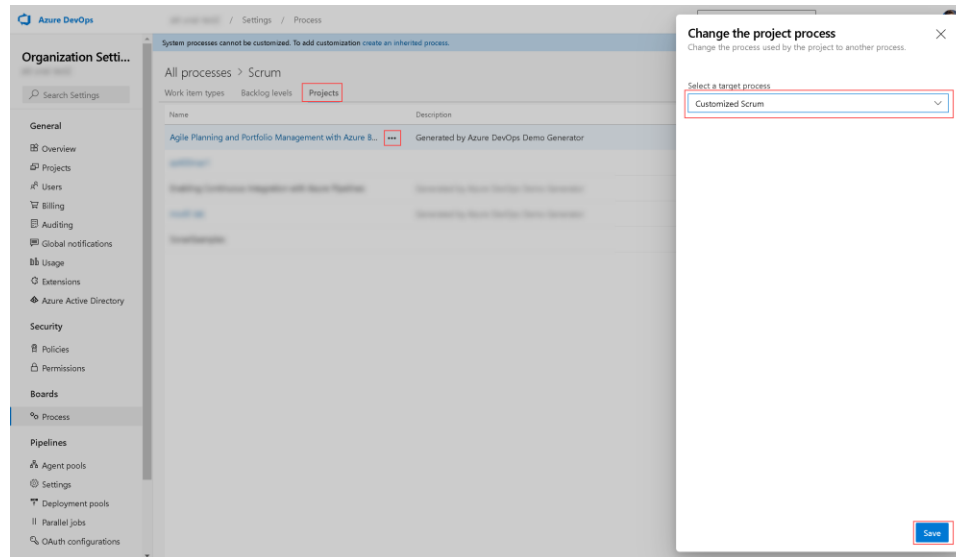 Azure DevOps
/ Settings / Process
Organization Setti...
Search Settings
General
Overview
Projects
Users
Billing
Auditing
Global notifications
Usage
Extensions
Azure Active Directory
Security
Policies
Permissions
Boards
Process
Pipelines
Agent pools
Settings
Deployment pools
Parallel jobs
OAuth configurations
System processes cannot be customized. To add customization create an inherited process.
All processes > Scrum
Work item types Backlog levels Projects
Name Description
Agile Planning and Portfolio Management with Azure B... ••• Generated by Azure DevOps Demo Generator
Change the project process
Change the process used by the project to another process.
Select a target process
Customized Scrum
Save